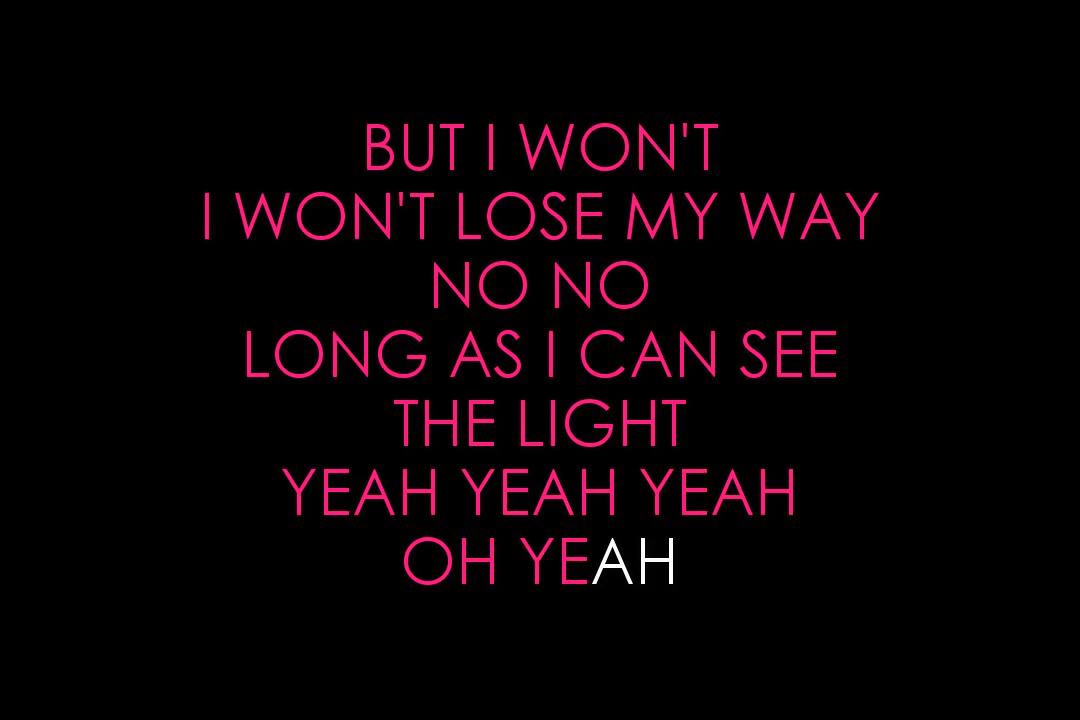 BUT I WON'T
I WON'T LOSE MY WAY
NO NO
LONG AS I CAN SEE
THE LIGHT
YEAH YEAH YEAH
OH YEAH